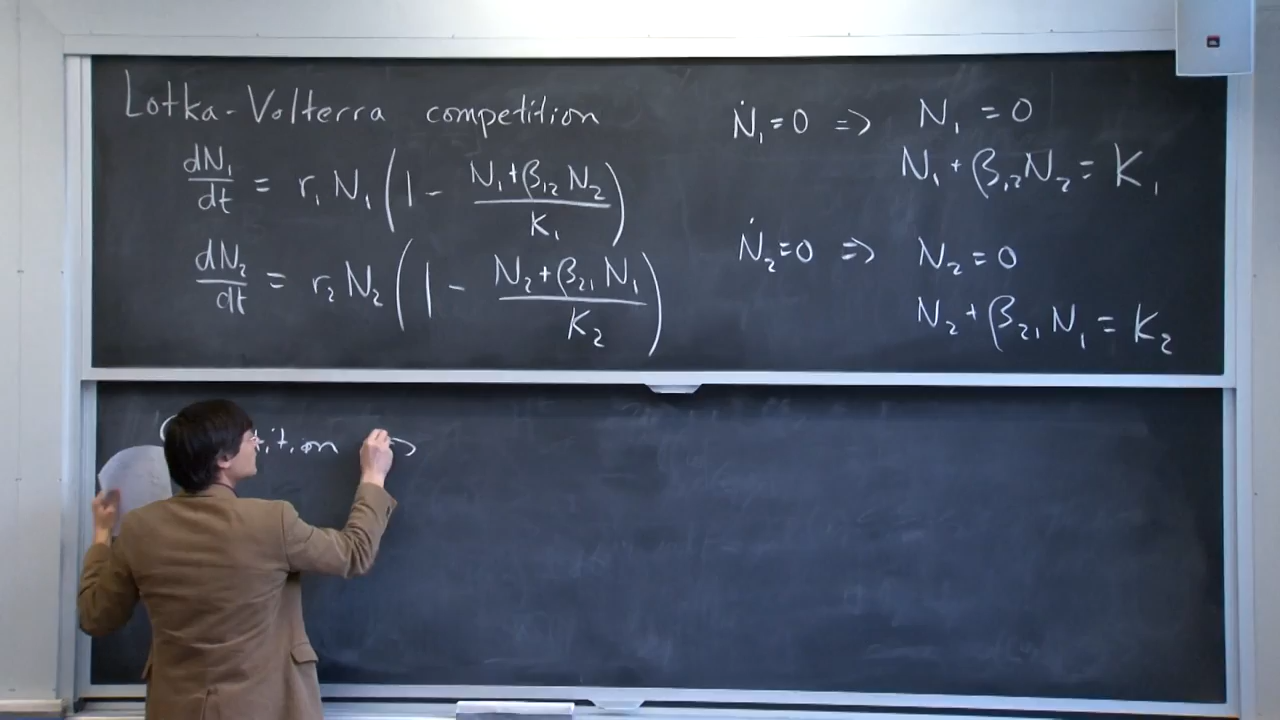 Lotka-Volterra competition
dN₁/dt = r₁N₁(1 - (N₁+β₁₂N₂)/K₁)
dN₂/dt = r₂N₂(1 - (N₂+β₂₁N₁)/K₂)
Ṅ₁=0 => N₁=0
N₁+β₁₂N₂=K₁
Ṅ₂=0 => N₂=0
N₂+β₂₁N₁=K₂